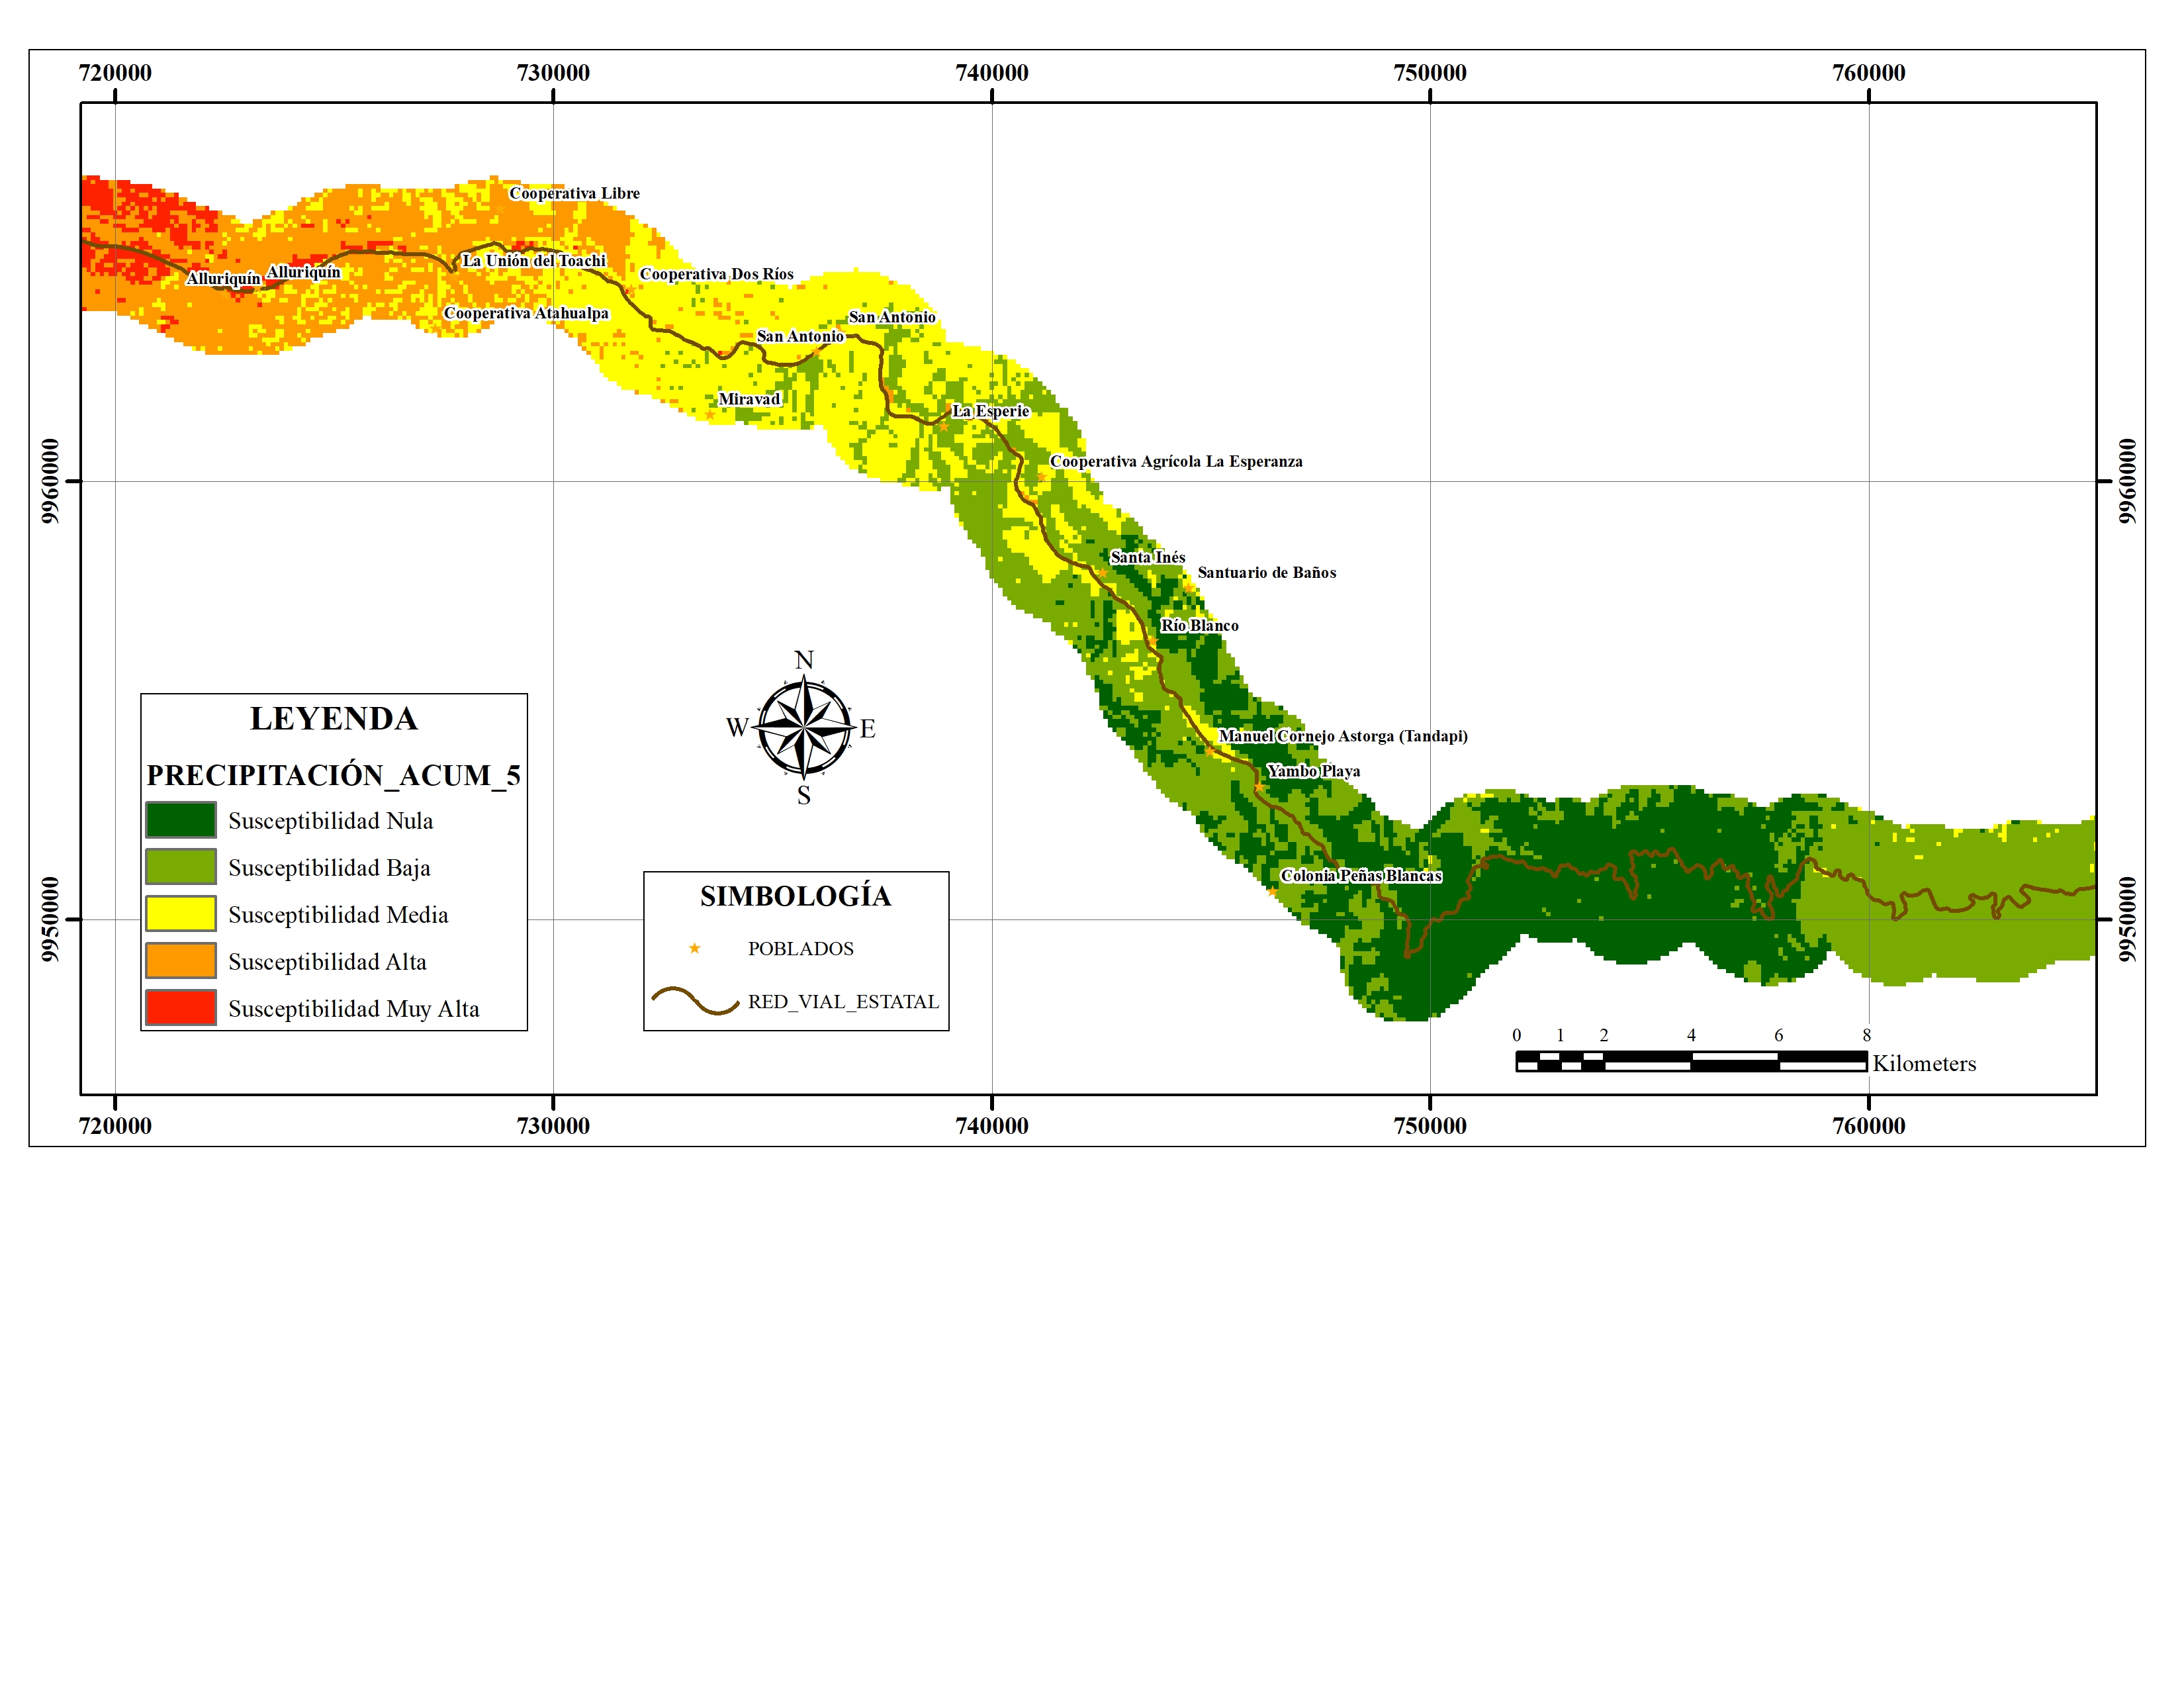 720000 730000 740000 750000 760000
Cooperativa Libre
Alluriquín
Alluriquín
La Unión del Toachi
Cooperativa Dos Ríos
Cooperativa Atahualpa
San Antonio
San Antonio
Miravad
La Esperie
Cooperativa Agrícola La Esperanza
9960000
9960000
Santa Inés
Santuario de Baños
Río Blanco
Manuel Cornejo Astorga (Tandapi)
Yambo Playa
Colonia Peñas Blancas
9950000
9950000
N
W E
S
LEYENDA
PRECIPITACIÓN_ACUM_5
Susceptibilidad Nula
Susceptibilidad Baja
Susceptibilidad Media
Susceptibilidad Alta
Susceptibilidad Muy Alta
SIMBOLOGÍA
POBLADOS
RED_VIAL_ESTATAL
0 1 2 4 6 8
Kilometers
720000 730000 740000 750000 760000